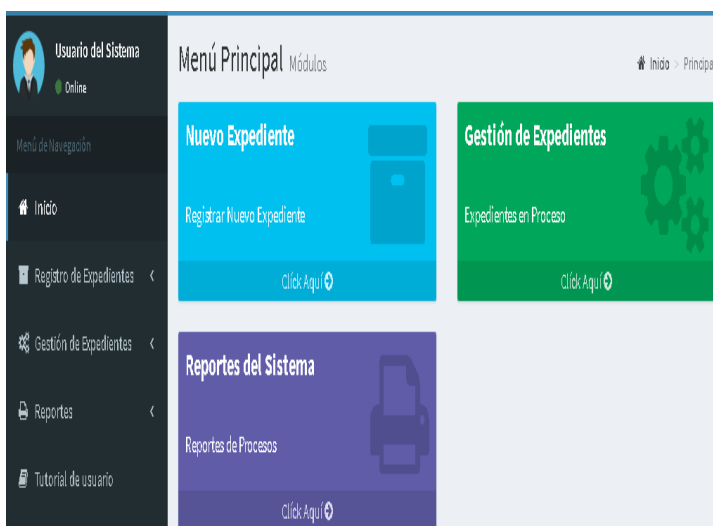 Usuario del Sistema
Online
Menú de Navegación
Inicio
Registro de Expedientes
Gestión de Expedientes
Reportes
Tutorial de usuario
Menú Principal Módulos
Inicio > Principa
Nuevo Expediente
Registrar Nuevo Expediente
Click Aquí
Gestión de Expedientes
Expedientes en Proceso
Click Aquí
Reportes del Sistema
Reportes de Procesos
Click Aquí